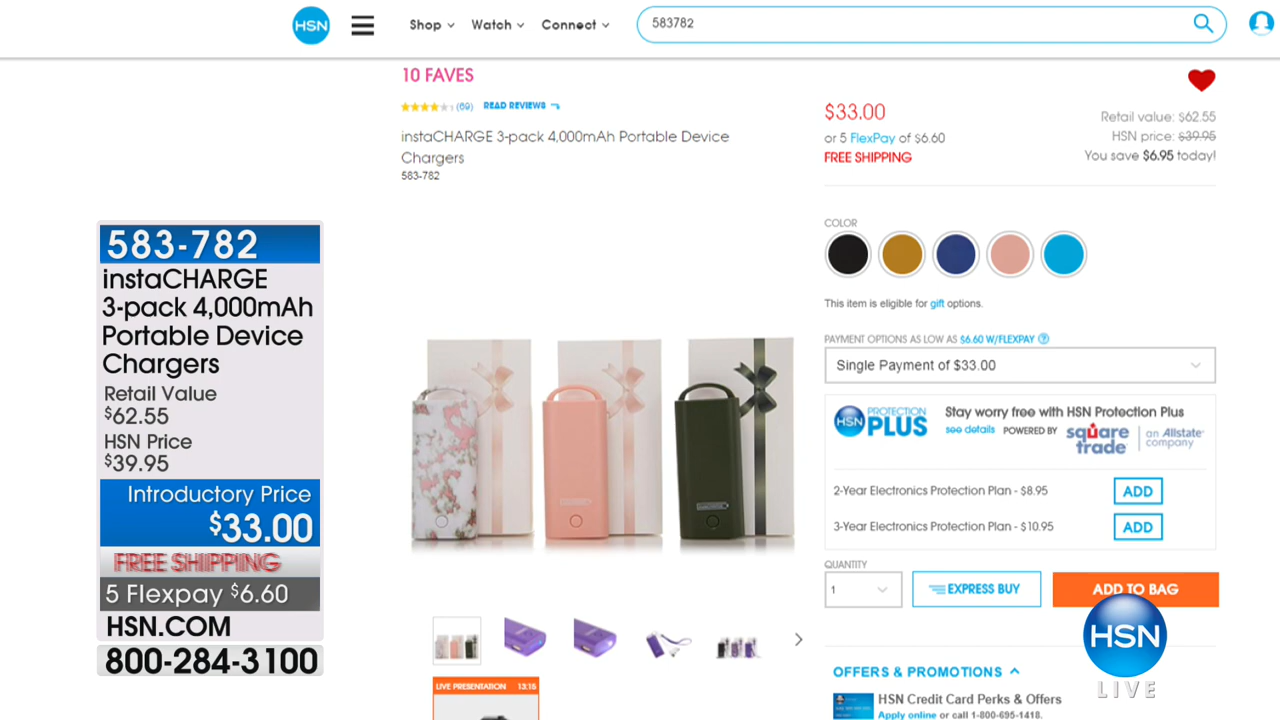 HSN
Shop
Watch
Connect
583782
10 FAVES
(69) READ REVIEWS
instaCHARGE 3-pack 4,000mAh Portable Device
Chargers
583-782
$33.00
or 5 FlexPay of $6.60
FREE SHIPPING
Retail value: $62.55
HSN price: $39.95
You save $6.95 today!
COLOR
This item is eligible for gift options.
PAYMENT OPTIONS AS LOW AS $6.60 W/FLEXPAY ?
Single Payment of $33.00
HSN PROTECTION
PLUS
Stay worry free with HSN Protection Plus
see details POWERED BY
square
trade
an Allstate
company
2-Year Electronics Protection Plan - $8.95
ADD
3-Year Electronics Protection Plan - $10.95
ADD
QUANTITY
1
EXPRESS BUY
ADD TO BAG
OFFERS & PROMOTIONS
HSN Credit Card Perks & Offers
Apply online or call 1-800-695-1418.
LIVE PRESENTATION 13:15
583-782
instaCHARGE
3-pack 4,000mAh
Portable Device
Chargers
Retail Value
$62.55
HSN Price
$39.95
Introductory Price
$33.00
FREE SHIPPING
5 Flexpay $6.60
HSN.COM
800-284-3100
HSN
LIVE